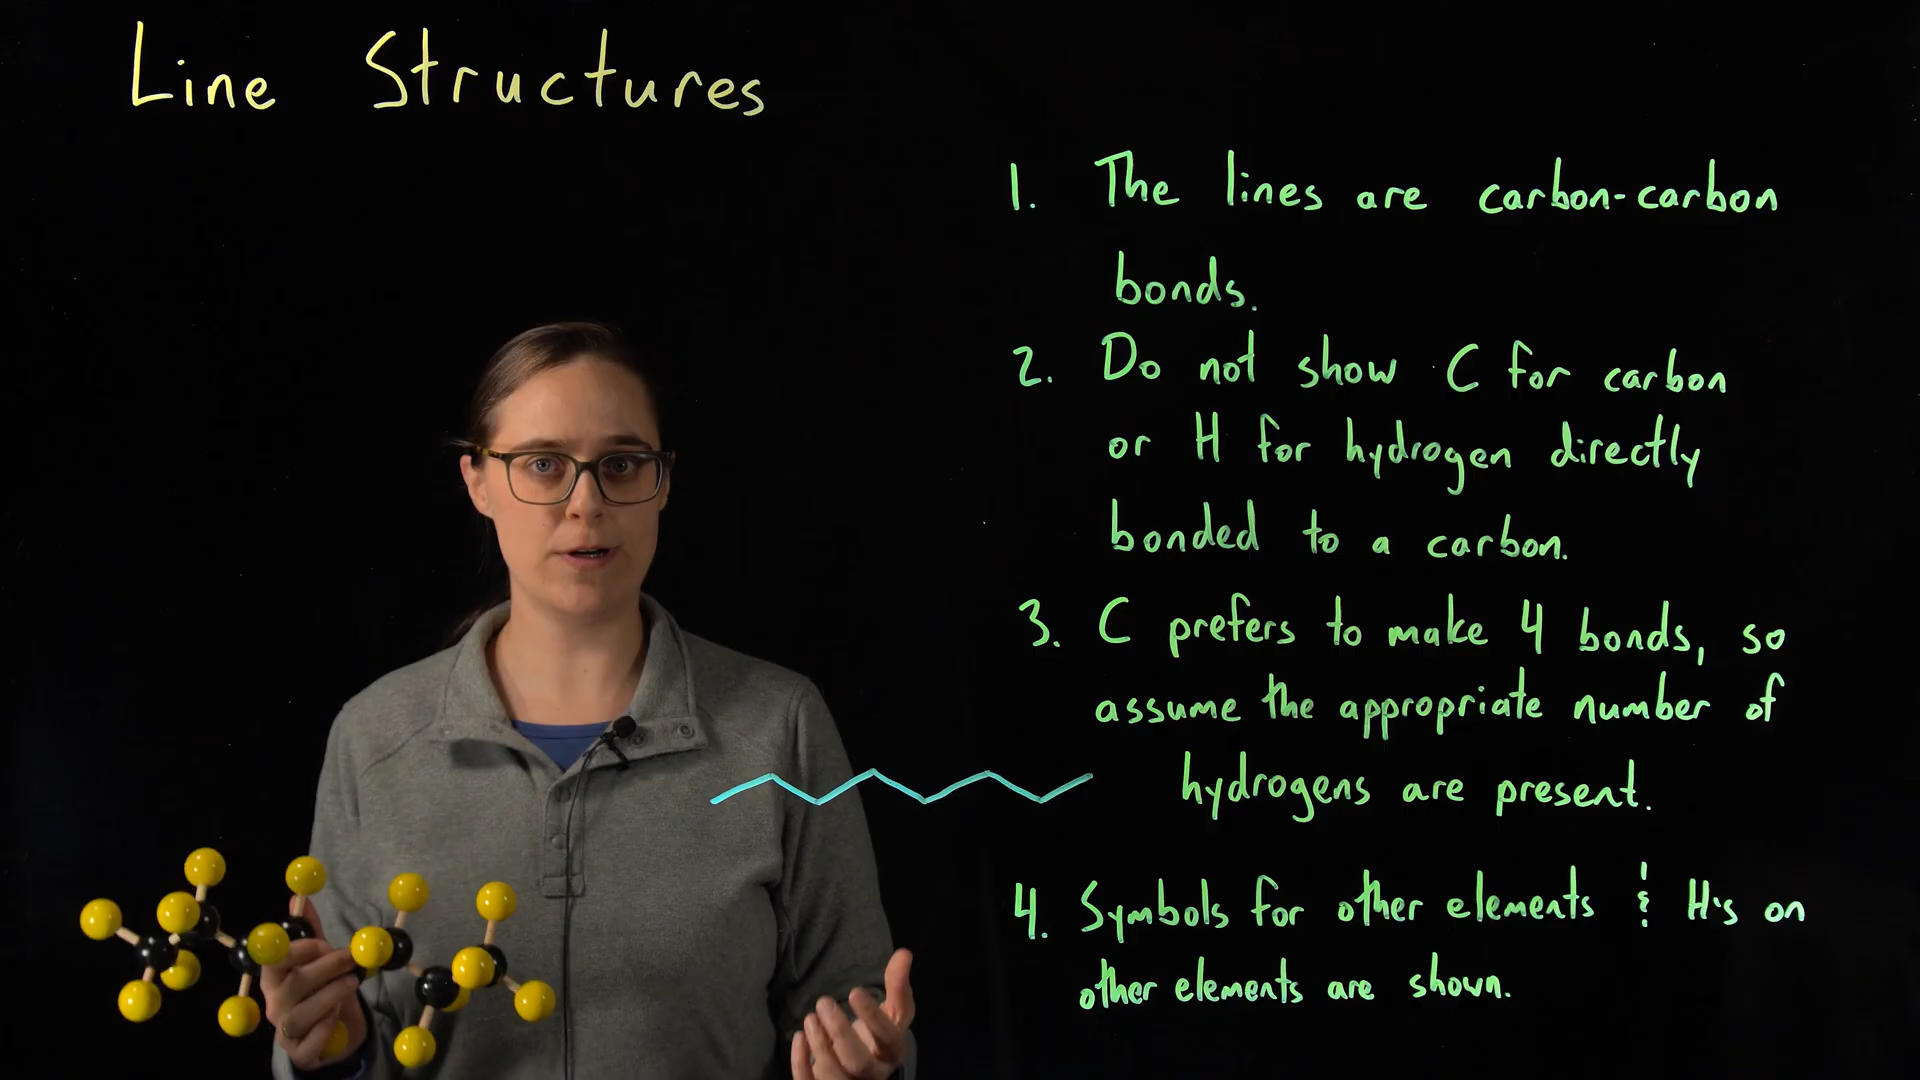 Line Structures
1. The lines are carbon-carbon
bonds.
2. Do not show C for carbon
or H for hydrogen directly
bonded to a carbon.
3. C prefers to make 4 bonds, so
assume the appropriate number of
hydrogens are present.
4. Symbols for other elements & H's on
other elements are shown.